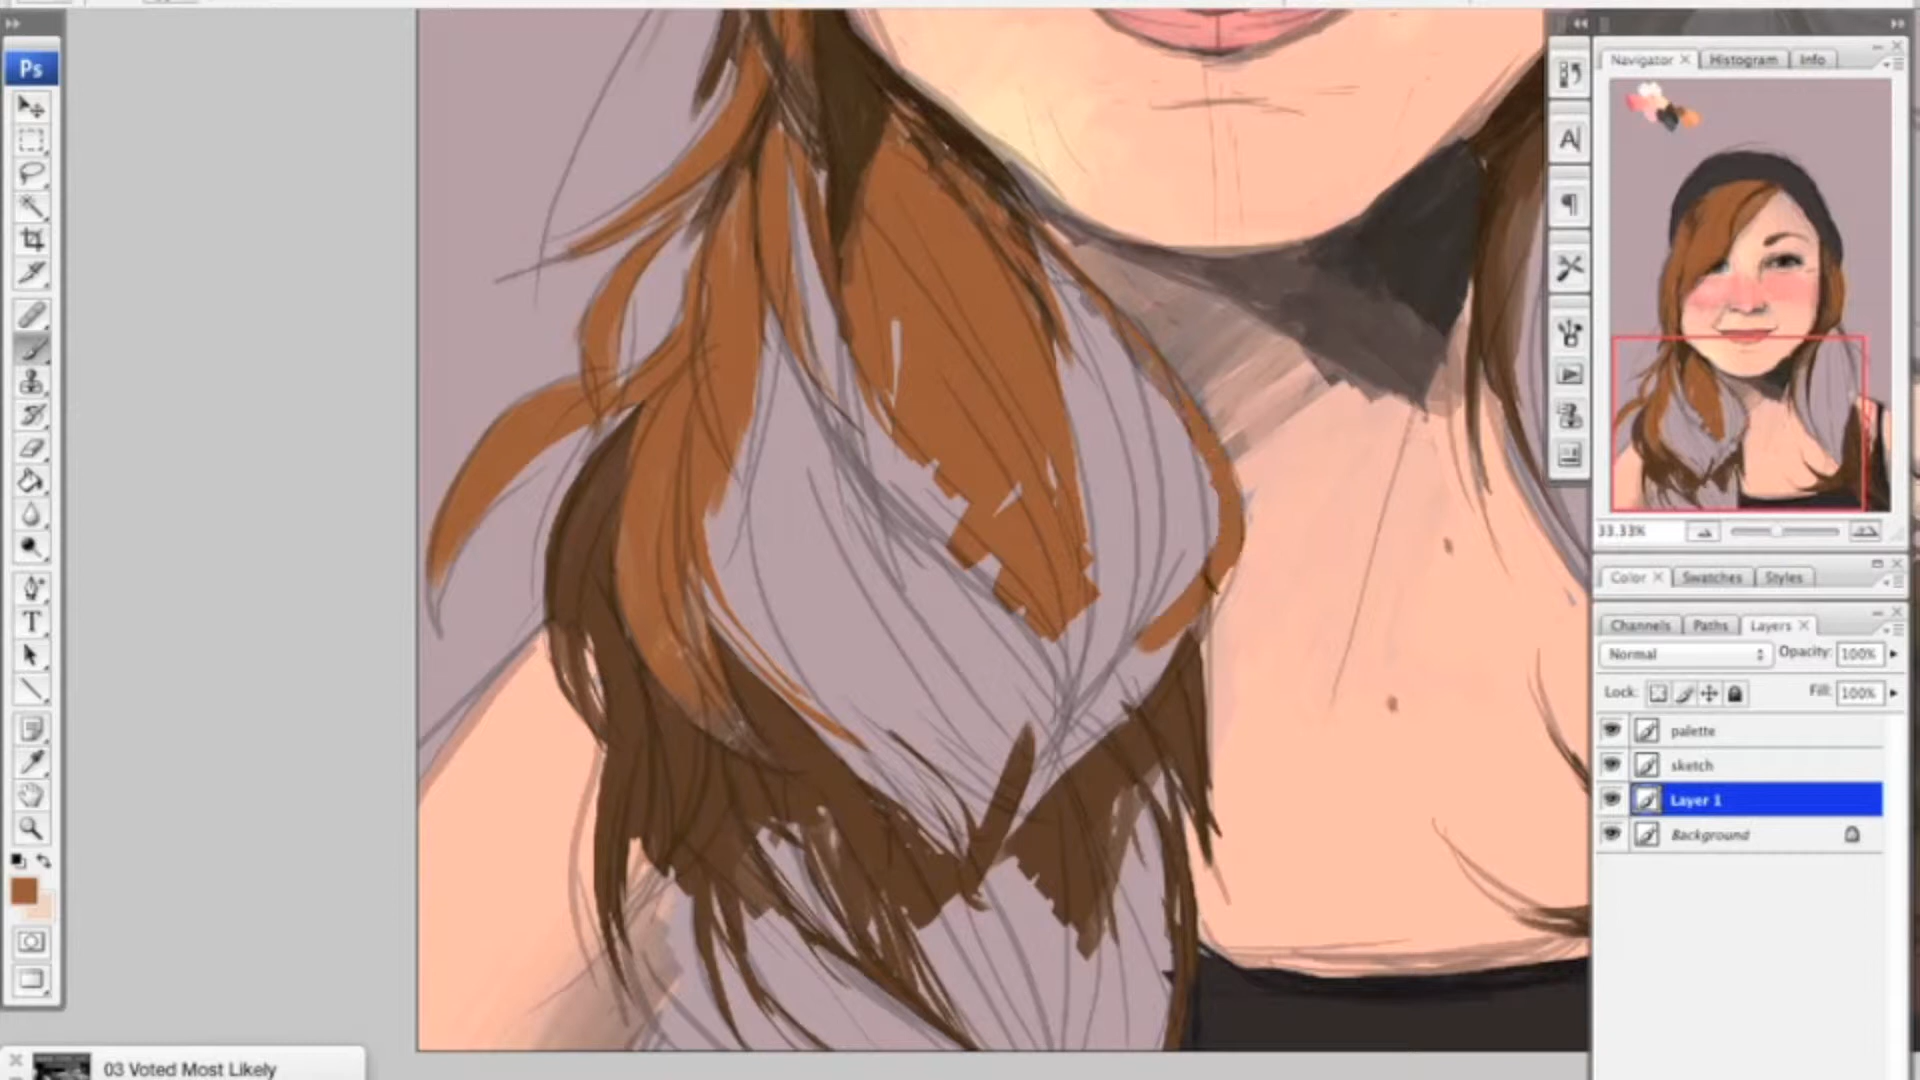 Ps
Navigator
Histogram
Info
A
T
33.33%
Color
Swatches
Styles
Channels
Paths
Layers
Normal
Opacity: 100%
Lock:
Fill: 100%
palette
sketch
Layer 1
Background
03 Voted Most Likely